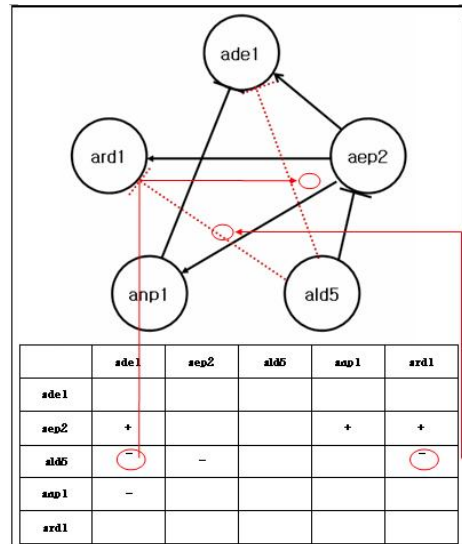 ade1
ard1
aep2
anp1
ald5
ade1 aep2 ald5 anp1 ard1
ade1
aep2 + + +
ald5 - - -
anp1 -
ard1